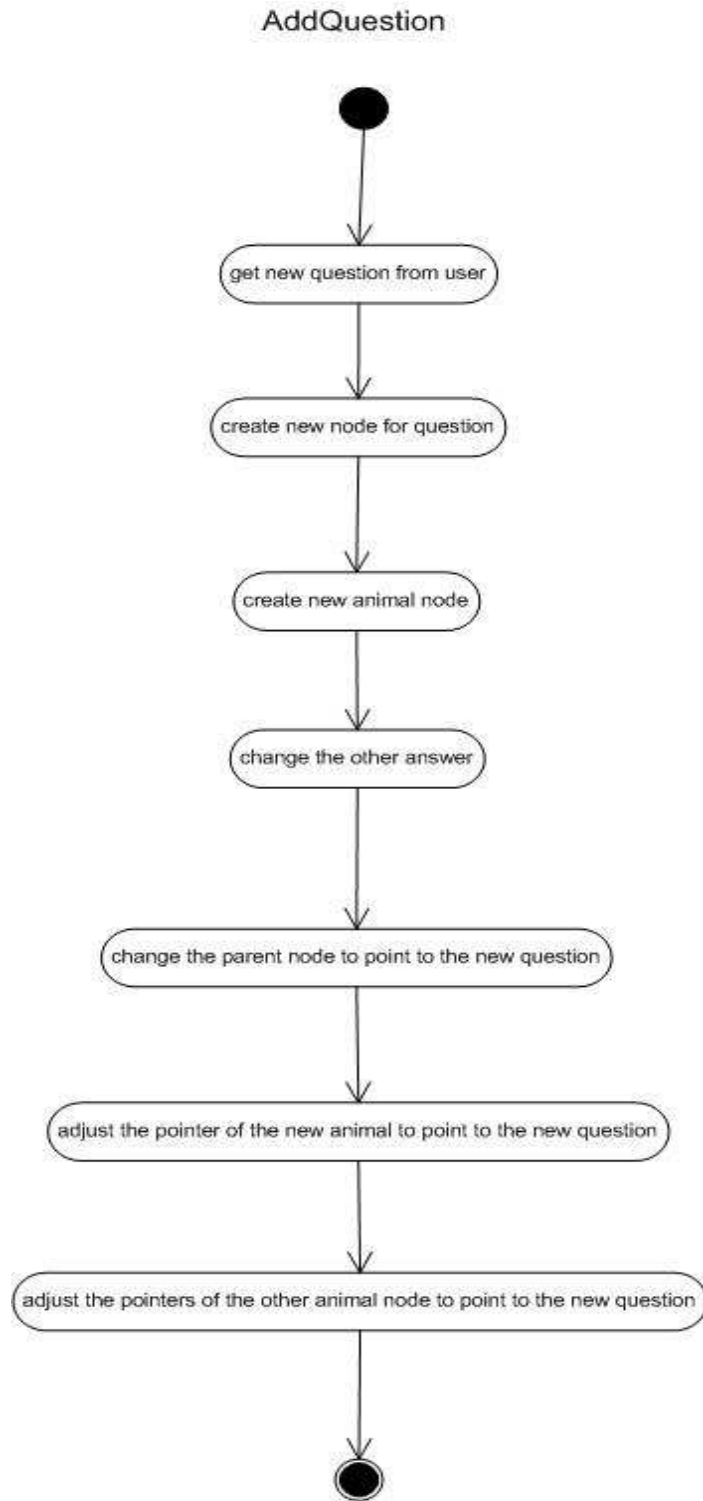 AddQuestion
get new question from user
create new node for question
create new animal node
change the other answer
change the parent node to point to the new question
adjust the pointer of the new animal to point to the new question
adjust the pointers of the other animal node to point to the new question